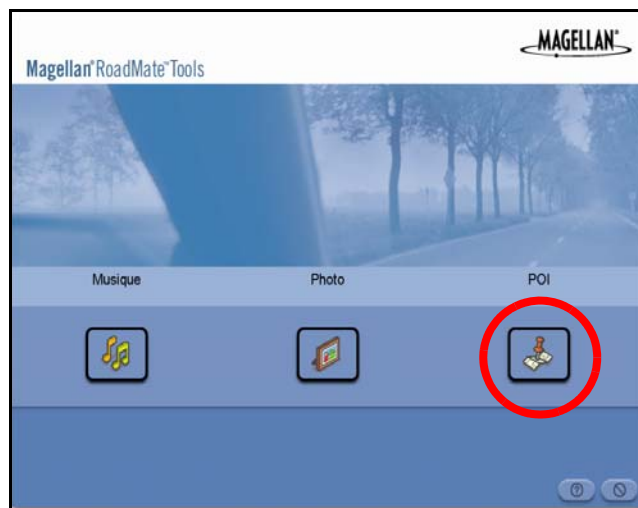 MAGELLAN®
Magellan® RoadMate™ Tools
Musique
Photo
POI
?